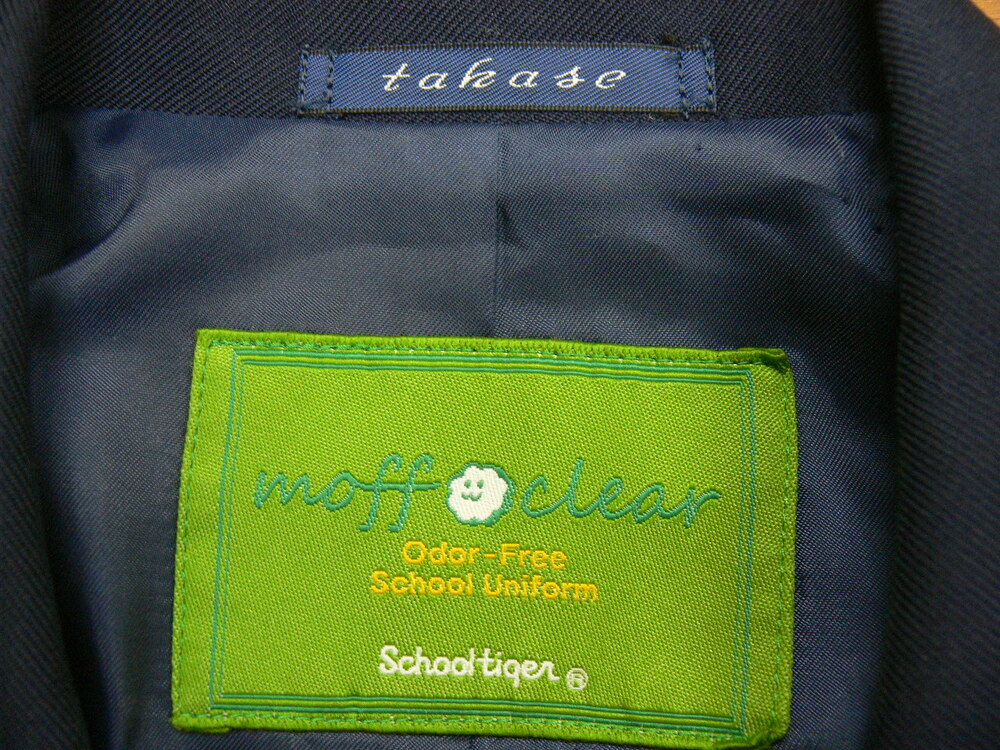 takase
moff clear
Odor-Free
School Uniform
Schooltiger ®